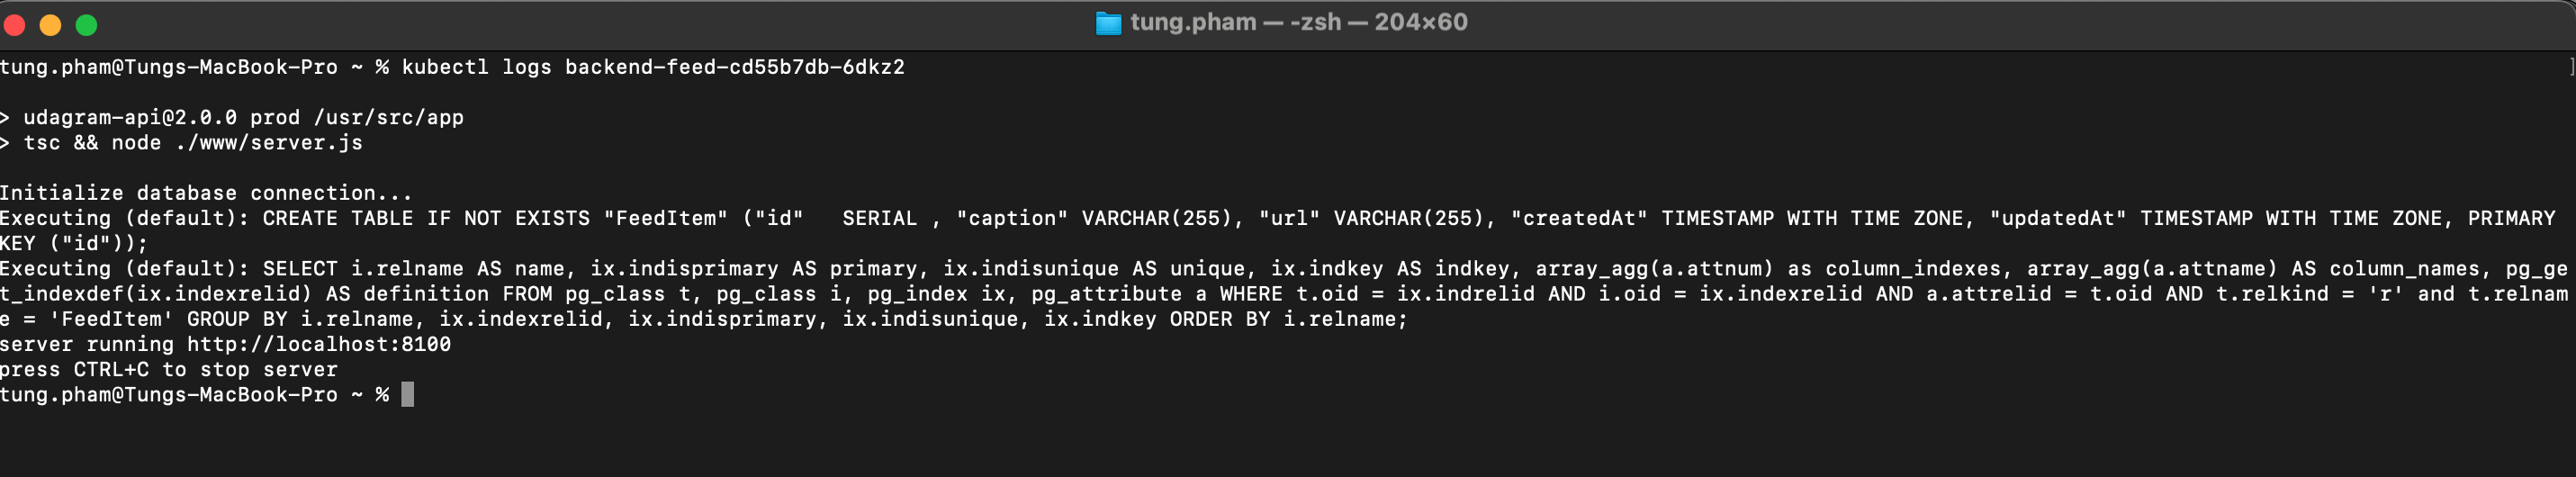 tung.pham — -zsh — 204×60
tung.pham@Tungs-MacBook-Pro ~ % kubectl logs backend-feed-cd55b7db-6dkz2
> udagram-api@2.0.0 prod /usr/src/app
> tsc && node ./www/server.js
Initialize database connection...
Executing (default): CREATE TABLE IF NOT EXISTS "FeedItem" ("id"   SERIAL , "caption" VARCHAR(255), "url" VARCHAR(255), "createdAt" TIMESTAMP WITH TIME ZONE, "updatedAt" TIMESTAMP WITH TIME ZONE, PRIMARY
KEY ("id"));
Executing (default): SELECT i.relname AS name, ix.indisprimary AS primary, ix.indisunique AS unique, ix.indkey AS indkey, array_agg(a.attnum) as column_indexes, array_agg(a.attname) AS column_names, pg_ge
t_indexdef(ix.indexrelid) AS definition FROM pg_class t, pg_class i, pg_index ix, pg_attribute a WHERE t.oid = ix.indrelid AND i.oid = ix.indexrelid AND a.attrelid = t.oid AND t.relkind = 'r' and t.relnam
e = 'FeedItem' GROUP BY i.relname, ix.indexrelid, ix.indisprimary, ix.indisunique, ix.indkey ORDER BY i.relname;
server running http://localhost:8100
press CTRL+C to stop server
tung.pham@Tungs-MacBook-Pro ~ %